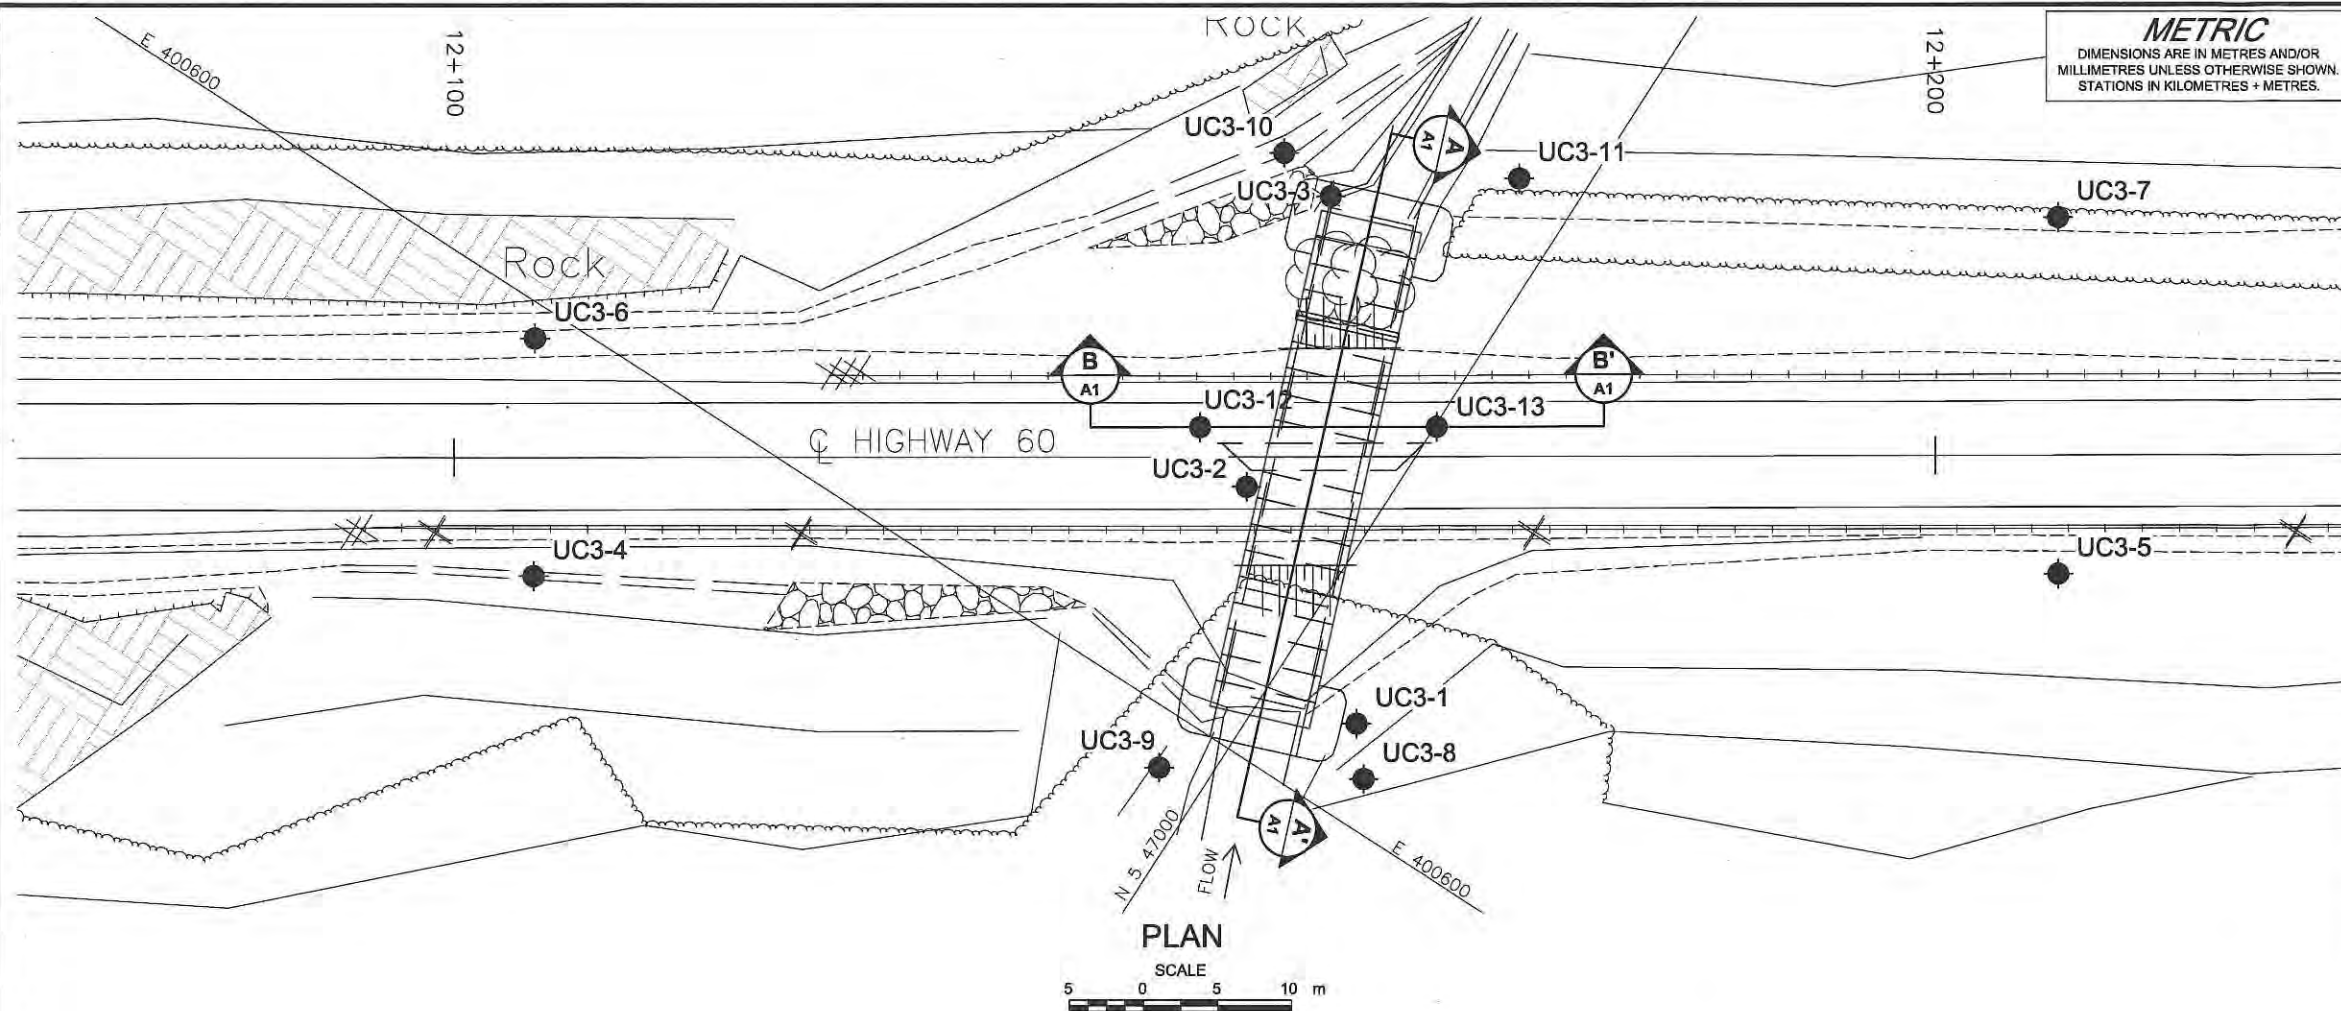 Rock
METRIC
DIMENSIONS ARE IN METRES AND/OR
MILLIMETRES UNLESS OTHERWISE SHOWN.
STATIONS IN KILOMETRES + METRES.
E 400600
12+100
12+200
UC3-10
A
A1
UC3-11
UC3-3
UC3-7
Rock
UC3-6
B
A1
B'
A1
UC3-12
UC3-13
℄ HIGHWAY 60
UC3-2
UC3-4
UC3-5
UC3-1
UC3-9
UC3-8
A'
A1
N 5 47000
FLOW
E 400600
PLAN
SCALE
5 0 5 10 m